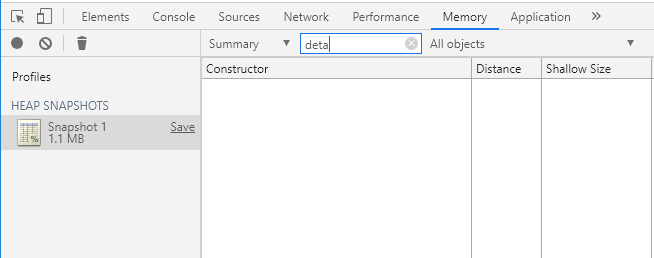 Elements Console Sources Network Performance Memory Application »
Summary ▼ deta All objects ▼
Profiles
Constructor Distance Shallow Size
HEAP SNAPSHOTS
Snapshot 1 Save
1.1 MB